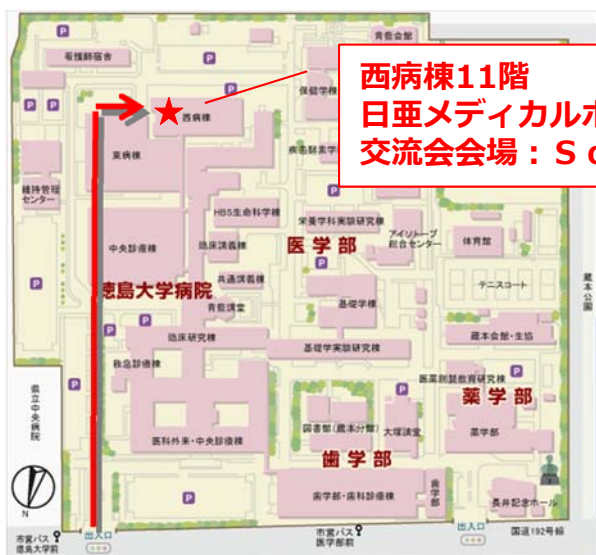 青藍会館
看護師宿舎
P
P
P
P
西病棟11階
日亜メディカルホ
交流会会場：Ｓｏ
西病棟
保健学棟
東病棟
疾患酵素学
維持管理
センター
HBS生命科学棟
栄養学科実験研究棟
アイソトープ
総合センター
体育館
中央診療棟
臨床講義棟
医学部
P
P
共通講義棟
テニスコート
蔵本公園
徳島大学病院
青藍講堂
基礎学棟
P
臨床研究棟
基礎学実験研究棟
蔵本会館・生協
救急診療棟
P
医薬創製教育研究棟
P
薬学部
県立中央病院
P
図書館(蔵本分館)
大塚講堂
薬学部
医科外来・中央診療棟
歯学部
P
歯学部・歯科診療棟
歯学部
長井記念ホール
N
市営バス
徳島大学前
出入口
市営バス
医学部前
出入口
国道192号線